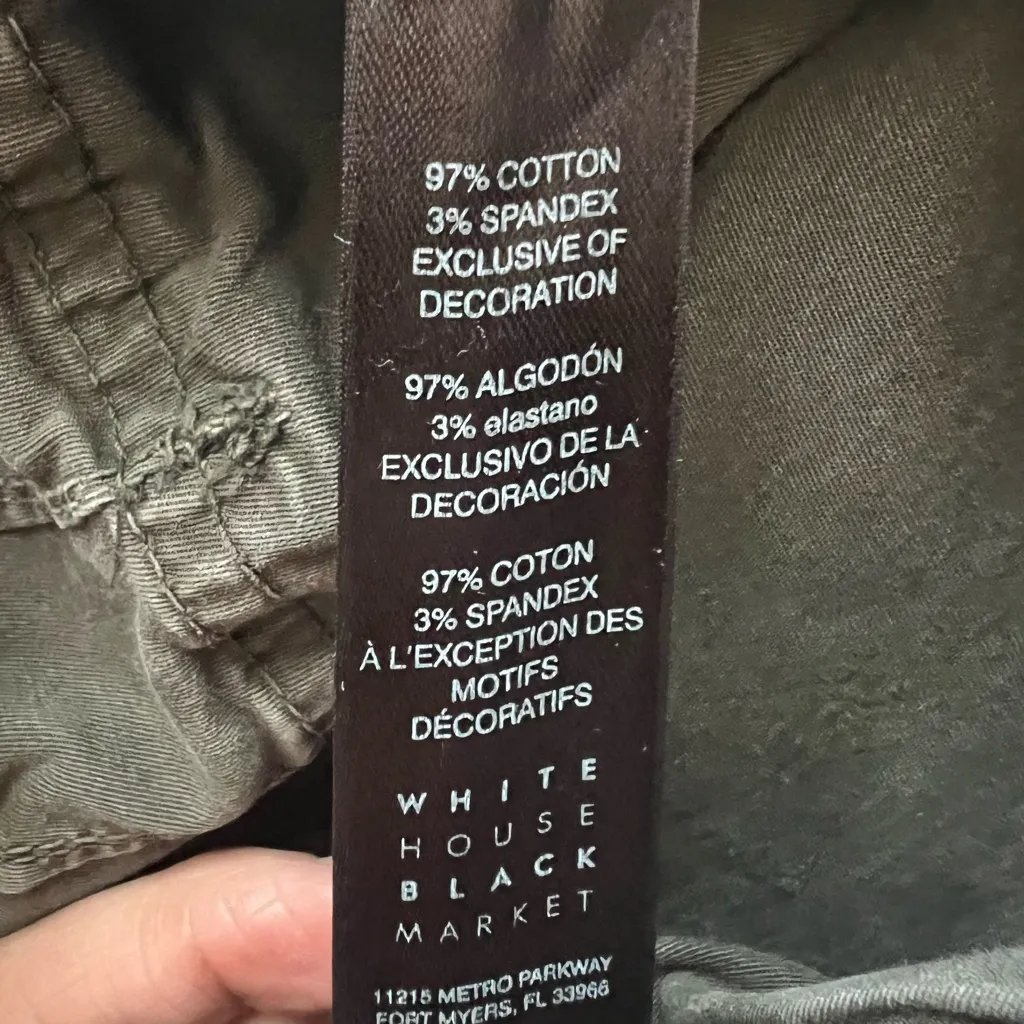 97% COTTON
3% SPANDEX
EXCLUSIVE OF
DECORATION
97% ALGODÓN
3% elastano
EXCLUSIVO DE LA
DECORACIÓN
97% COTON
3% SPANDEX
À L'EXCEPTION DES
MOTIFS
DÉCORATIFS
WHITE
HOUSE
BLACK
MARKET
11215 METRO PARKWAY
FORT MYERS, FL 33966